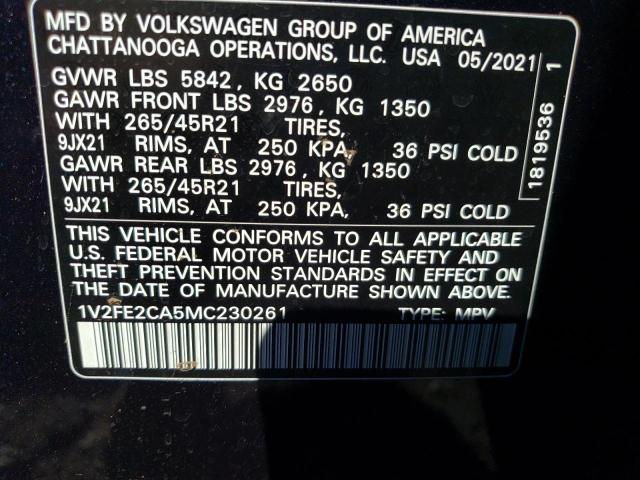 MFD BY VOLKSWAGEN GROUP OF AMERICA
CHATTANOOGA OPERATIONS, LLC. USA 05/2021
GVWR LBS 5842, KG 2650
GAWR FRONT LBS 2976, KG 1350
WITH 265/45R21 TIRES,
9JX21 RIMS, AT 250 KPA, 36 PSI COLD
GAWR REAR LBS 2976, KG 1350
WITH 265/45R21 TIRES,
9JX21 RIMS, AT 250 KPA, 36 PSI COLD
THIS VEHICLE CONFORMS TO ALL APPLICABLE
U.S. FEDERAL MOTOR VEHICLE SAFETY AND
THEFT PREVENTION STANDARDS IN EFFECT ON
THE DATE OF MANUFACTURE SHOWN ABOVE.
1V2FE2CA5MC230261 TYPE: MPV
1819536 1